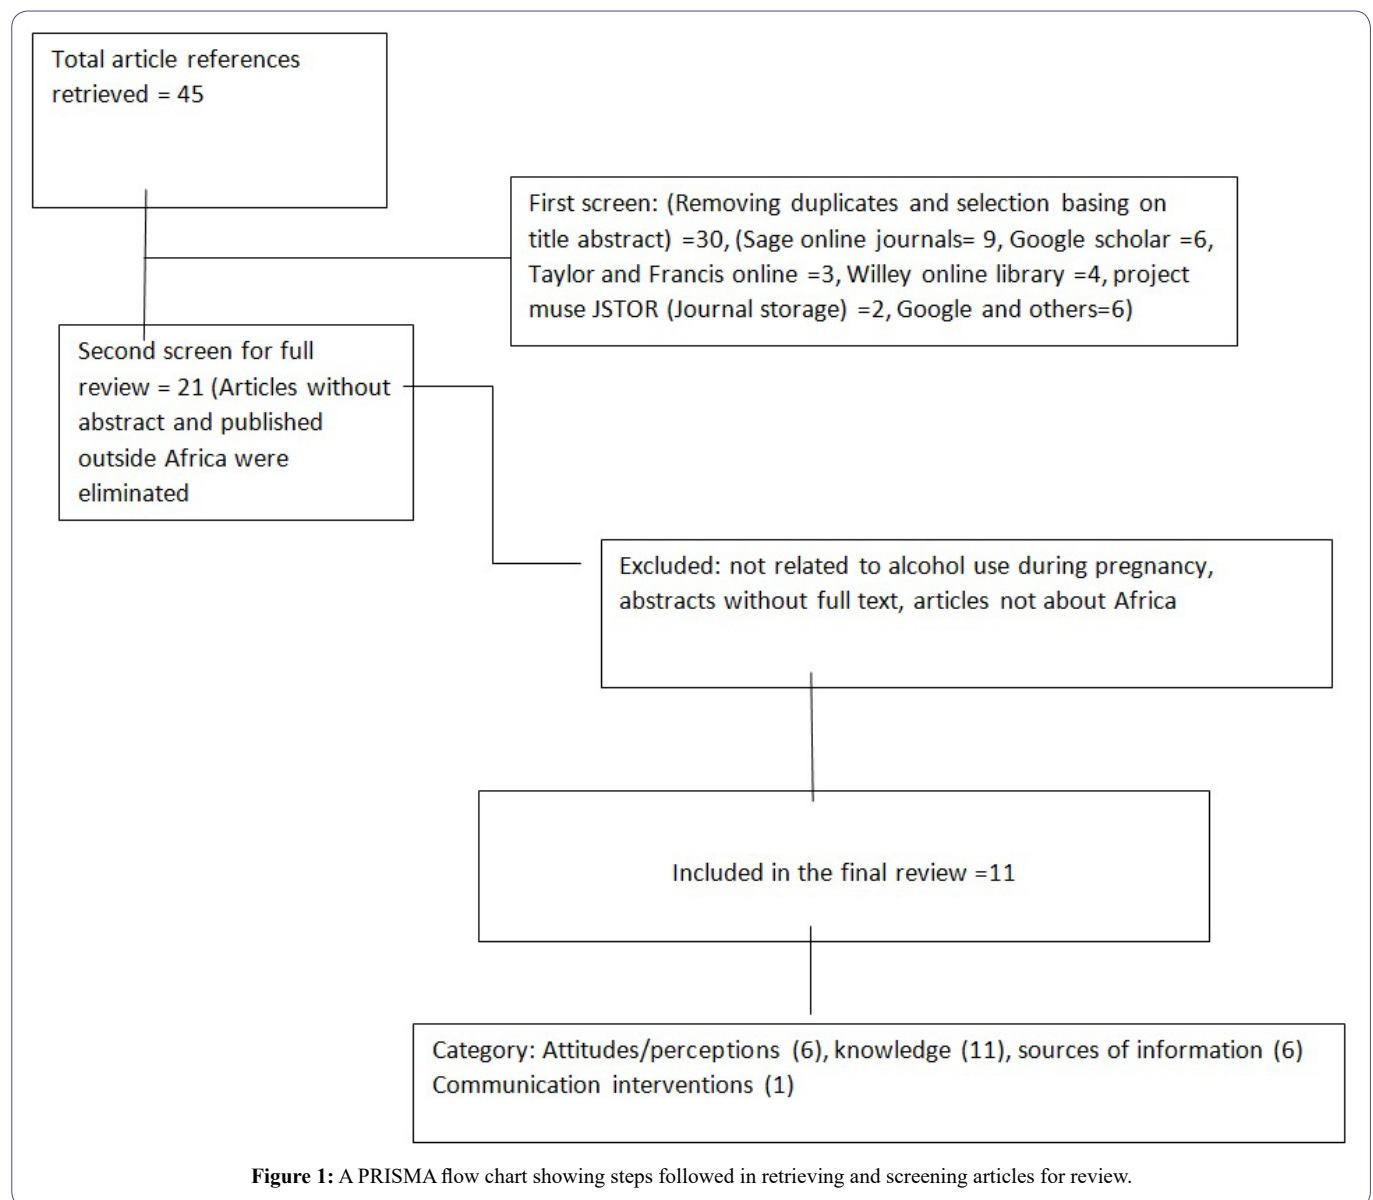 Total article references
retrieved = 45
First screen: (Removing duplicates and selection basing on
title abstract) =30, (Sage online journals= 9, Google scholar =6,
Taylor and Francis online =3, Willey online library =4, project
muse JSTOR (Journal storage) =2, Google and others=6)
Second screen for full
review = 21 (Articles without
abstract and published
outside Africa were
eliminated
Excluded: not related to alcohol use during pregnancy,
abstracts without full text, articles not about Africa
Included in the final review =11
Category: Attitudes/perceptions (6), knowledge (11), sources of information (6)
Communication interventions (1)
Figure 1: A PRISMA flow chart showing steps followed in retrieving and screening articles for review.